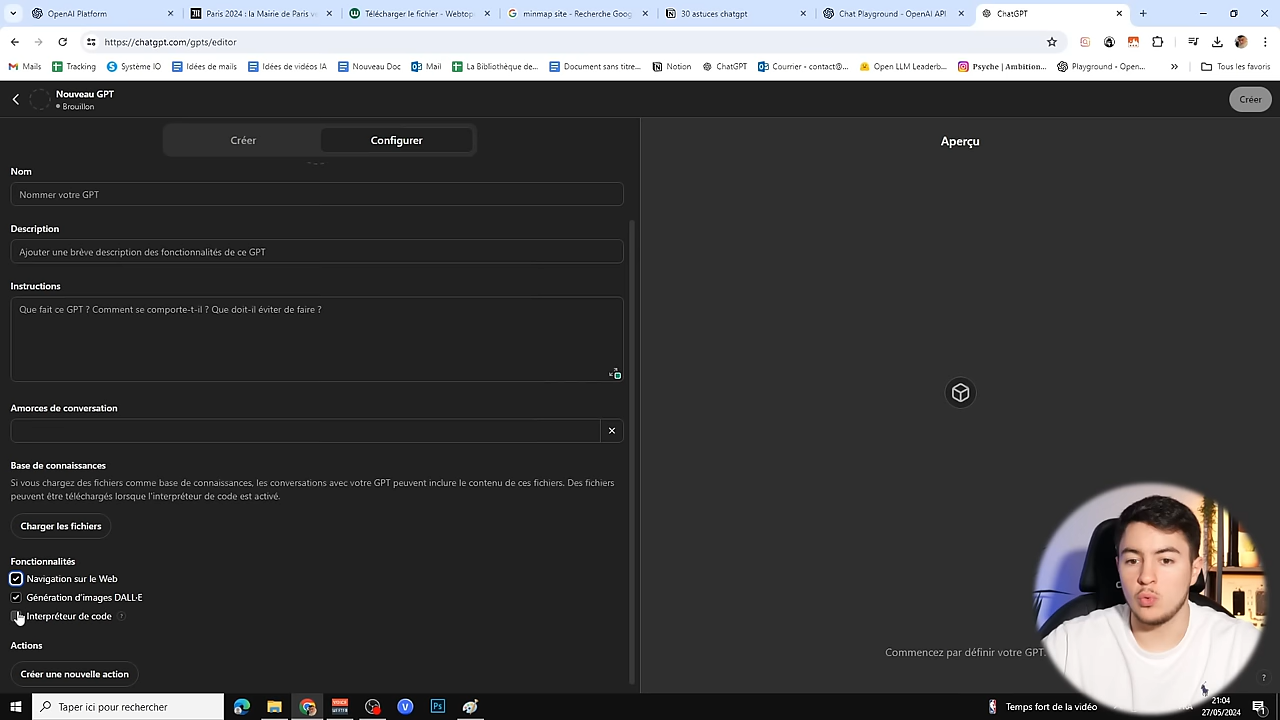 OpenAI Platform
Paris 2024 : la Mairie de Paris v
Télécharger le fichier - Webtop
minmap site - Recherche Goog
30 astuces chatgpt
Chat Playground - OpenAI API
ChatGPT
https://chatgpt.com/gpts/editor
Mails
Tracking
Système IO
Idées de mails
Idées de vidéos IA
Nouveau Doc
Mail
La Bibliothèque de...
Document sans titre...
Notion
ChatGPT
Courrier • contact@...
Open LLM Leaderb...
Psyche | Ambition...
Playground • Open...
Tous les favoris
Nouveau GPT
Brouillon
Créer
Créer
Configurer
Aperçu
Nom
Nommer votre GPT
Description
Ajouter une brève description des fonctionnalités de ce GPT
Instructions
Que fait ce GPT ? Comment se comporte-t-il ? Que doit-il éviter de faire ?
Amorces de conversation
Base de connaissances
Si vous chargez des fichiers comme base de connaissances, les conversations avec votre GPT peuvent inclure le contenu de ces fichiers. Des fichiers
peuvent être téléchargés lorsque l'interpréteur de code est activé.
Charger les fichiers
Fonctionnalités
Navigation sur le Web
Génération d'images DALL·E
Interpréteur de code
Actions
Commencez par définir votre GPT.
Créer une nouvelle action
Taper ici pour rechercher
Temps fort de la vidéo
21:04
27/05/2024